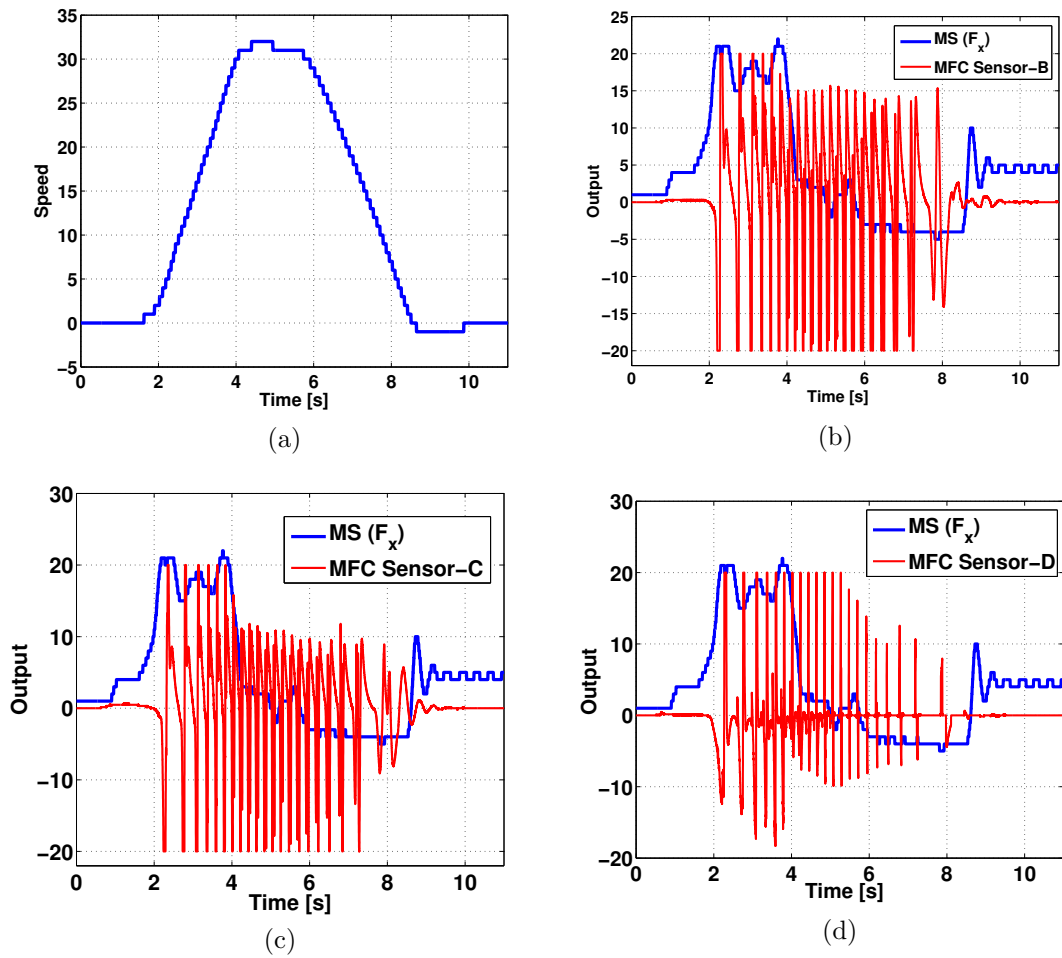 35
30
25
20
15
10
5
0
−5
Speed
0 2 4 6 8 10
Time [s]
(a)
25
20
15
10
5
0
−5
−10
−15
−20
Output
MS (Fx)
MFC Sensor-B
0 2 4 6 8 10
Time [s]
(b)
30
20
10
0
−10
−20
Output
MS (Fx)
MFC Sensor-C
0 2 4 6 8 10
Time [s]
(c)
30
20
10
0
−10
−20
Output
MS (Fx)
MFC Sensor-D
0 2 4 6 8 10
Time [s]
(d)